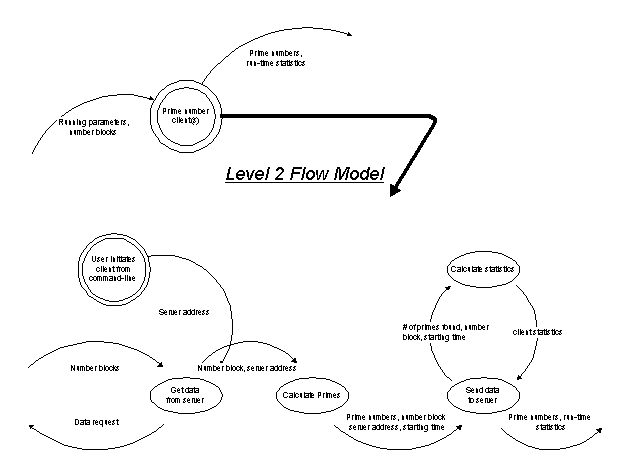 Prime numbers,
run-time statistics
Prime number
client(s)
Running parameters,
number blocks
Level 2 Flow Model
User initiates
client from
command-line
Calculate statistics
Server address
# of primes found, number
block, starting time
client statistics
Number blocks
Number block, server address
Get data
from server
Calculate Primes
Send data
to server
Data request
Prime numbers, number block
server address, starting time
Prime numbers, run-time
statistics